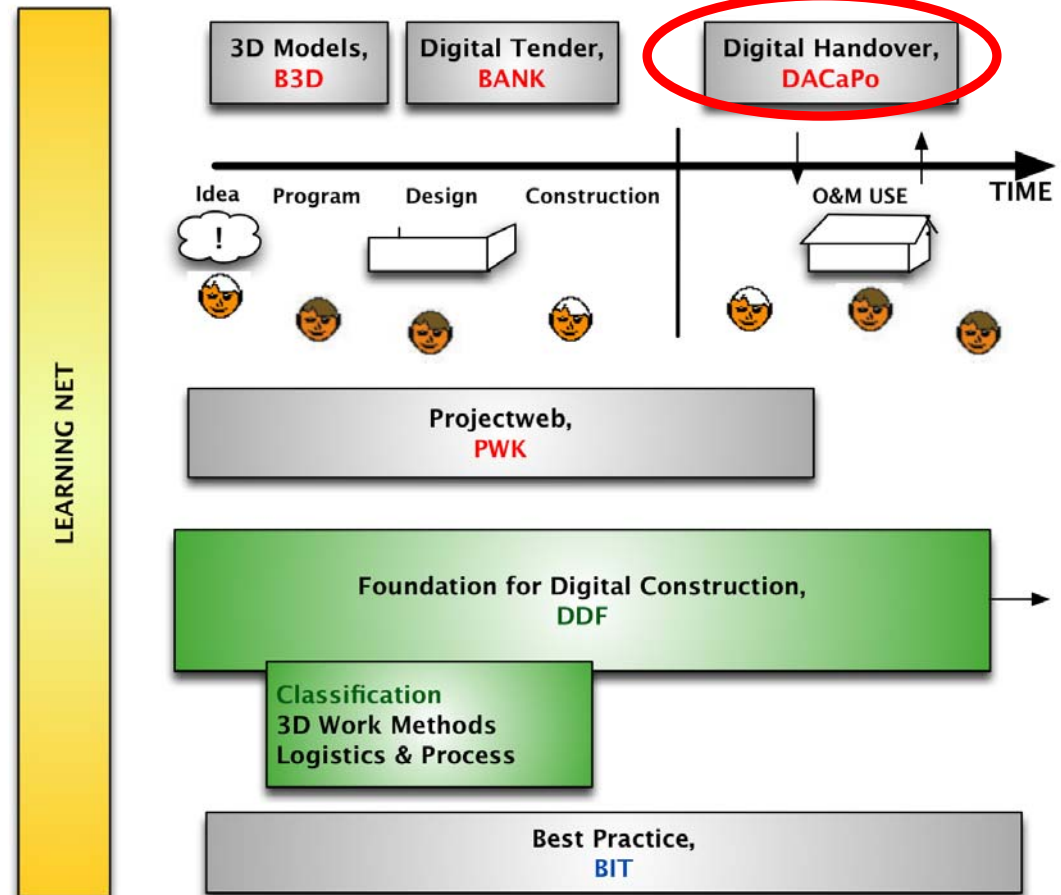 3D Models,
B3D
Digital Tender,
BANK
Digital Handover,
DACaPo
TIME
Idea
Program
Design
Construction
O&M USE
!
LEARNING NET
Projectweb,
PWK
Foundation for Digital Construction,
DDF
Classification
3D Work Methods
Logistics & Process
Best Practice,
BIT